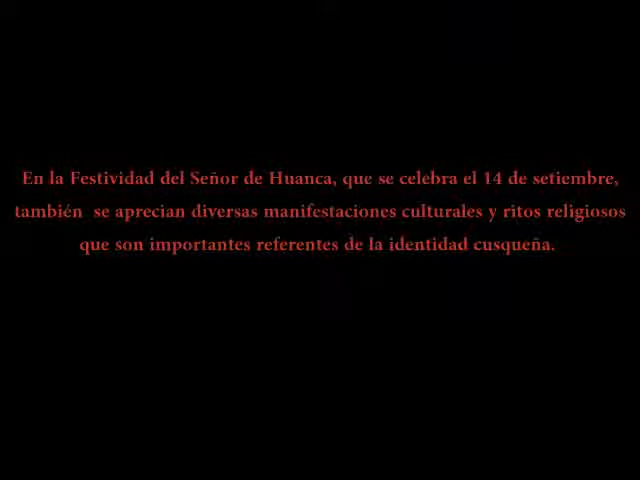 En la Festividad del Señor de Huanca, que se celebra el 14 de setiembre,
también se aprecian diversas manifestaciones culturales y ritos religiosos
que son importantes referentes de la identidad cusqueña.